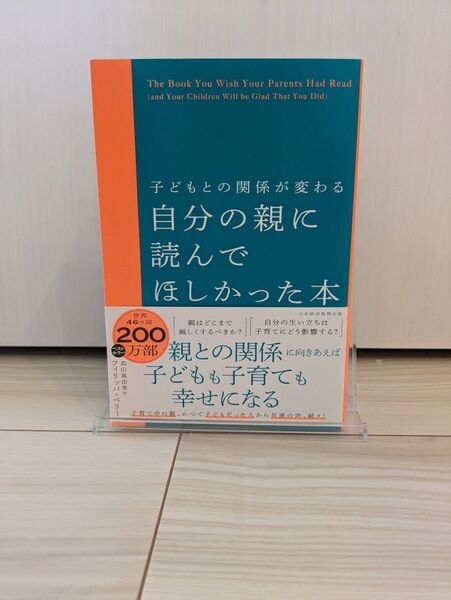 The Book You Wish Your Parents Had Read
(and Your Children Will be Glad That You Did)
子どもとの関係が変わる
自分の親に
読んで
ほしかった本
日本経済新聞出版
世界
46カ国
200
万部
ベストセラー
フィリッパ・ペリー
高山真由美 訳
親はどこまで
厳しくするべきか?
自分の生い立ちは
子育てにどう影響する?
親との関係に向きあえば
子どもも子育ても
幸せになる
子育て中の親、かつて子どもだった人から共感の声、続々!